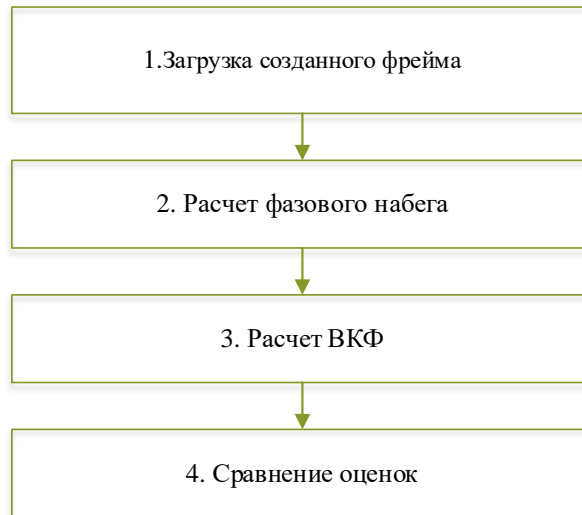 1.Загрузка созданного фрейма
2. Расчет фазового набега
3. Расчет ВКФ
4. Сравнение оценок